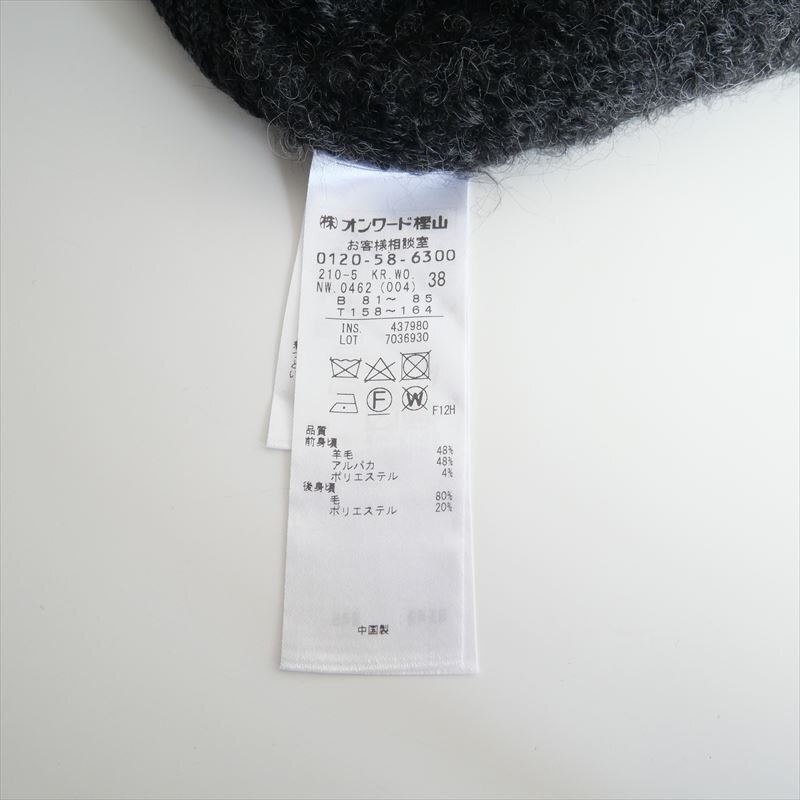 (株)オンワード樫山
お客様相談室
0120-58-6300
210-5 KR.WO. 38
NW.0462(004)
B 81〜 85
T158〜164
INS. 437980
LOT 7036930
F
W
F12H
品質
前身頃
羊毛 48%
アルパカ 48%
ポリエステル 4%
後身頃
毛 80%
ポリエステル 20%
中国製